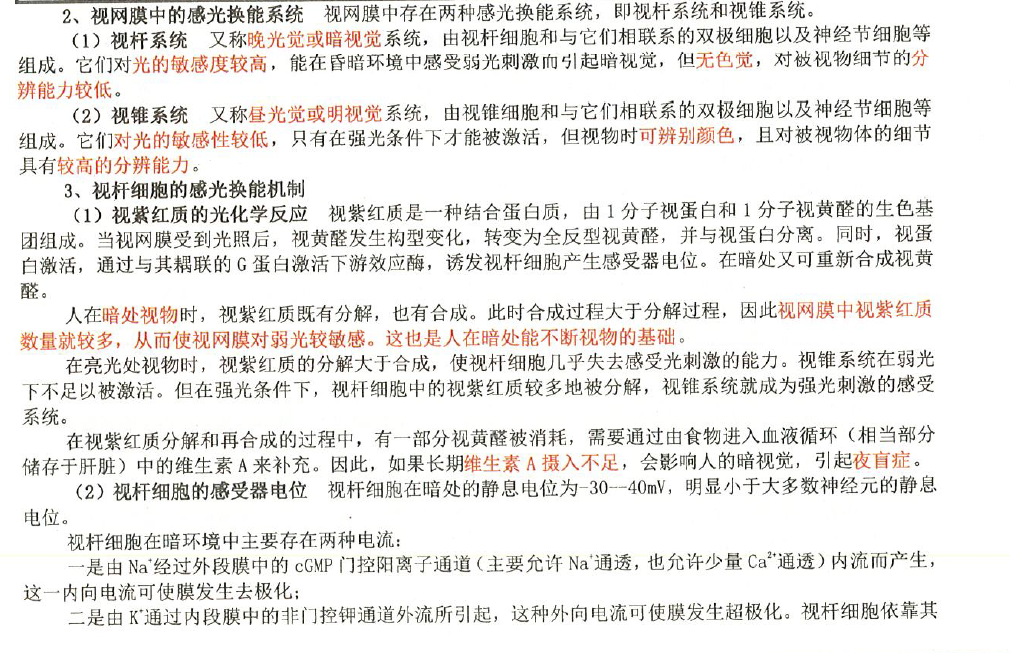 2、视网膜中的感光换能系统 视网膜中存在两种感光换能系统，即视杆系统和视锥系统。
（1）视杆系统 又称晚光觉或暗视觉系统，由视杆细胞和与它们相联系的双极细胞以及神经节细胞等
组成。它们对光的敏感度较高，能在昏暗环境中感受弱光刺激而引起暗视觉，但无色觉，对被视物细节的分
辨能力较低。
（2）视锥系统 又称昼光觉或明视觉系统，由视锥细胞和与它们相联系的双极细胞以及神经节细胞等
组成。它们对光的敏感性较低，只有在强光条件下才能被激活，但视物时可辨别颜色，且对被视物体的细节
具有较高的分辨能力。
3、视杆细胞的感光换能机制
（1）视紫红质的光化学反应 视紫红质是一种结合蛋白质，由 1 分子视蛋白和 1 分子视黄醛的生色基
团组成。当视网膜受到光照后，视黄醛发生构型变化，转变为全反型视黄醛，并与视蛋白分离。同时，视蛋
白激活，通过与其耦联的 G 蛋白激活下游效应酶，诱发视杆细胞产生感受器电位。在暗处又可重新合成视黄
醛。
人在暗处视物时，视紫红质既有分解，也有合成。此时合成过程大于分解过程，因此视网膜中视紫红质
数量就较多，从而使视网膜对弱光较敏感。这也是人在暗处能不断视物的基础。
在亮光处视物时，视紫红质的分解大于合成，使视杆细胞几乎失去感受光刺激的能力。视锥系统在弱光
下不足以被激活。但在强光条件下，视杆细胞中的视紫红质较多地被分解，视锥系统就成为强光刺激的感受
系统。
在视紫红质分解和再合成的过程中，有一部分视黄醛被消耗，需要通过由食物进入血液循环（相当部分
储存于肝脏）中的维生素 A 来补充。因此，如果长期维生素 A 摄入不足，会影响人的暗视觉，引起夜盲症。
（2）视杆细胞的感受器电位 视杆细胞在暗处的静息电位为-30--40mV，明显小于大多数神经元的静息
电位。
视杆细胞在暗环境中主要存在两种电流：
一是由 Na⁺经过外段膜中的 cGMP 门控阳离子通道（主要允许 Na⁺通透，也允许少量 Ca²⁺通透）内流而产生，
这一内向电流可使膜发生去极化；
二是由 K⁺通过内段膜中的非门控钾通道外流所引起，这种外向电流可使膜发生超极化。视杆细胞依靠其